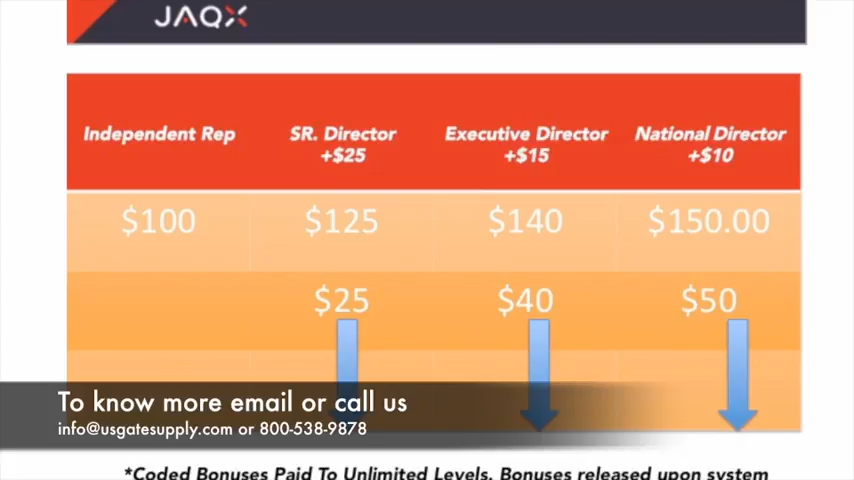 JAQX
Independent Rep SR. Director Executive Director National Director
+$25 +$15 +$10
$100 $125 $140 $150.00
$25 $40 $50
To know more email or call us
info@usgatesupply.com or 800-538-9878
*Coded Bonuses Paid To Unlimited Levels. Bonuses released upon system